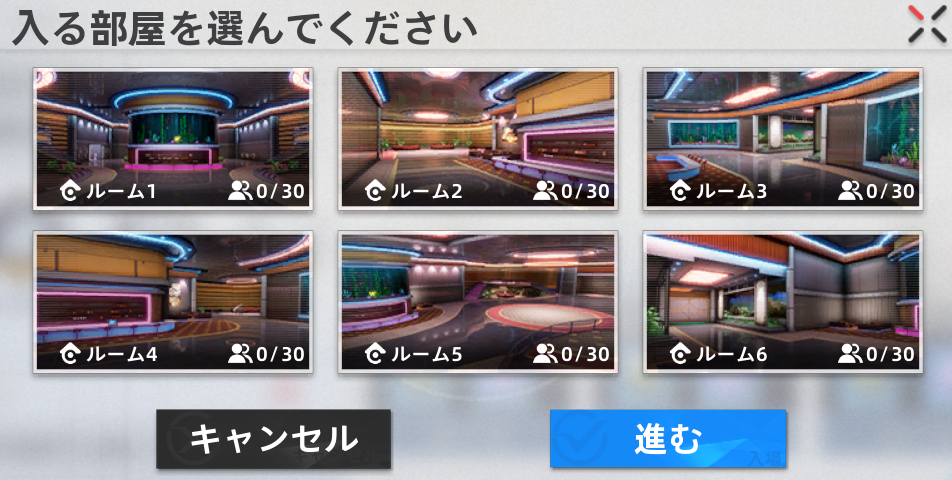 入る部屋を選んでください
ルーム1 0/30
ルーム2 0/30
ルーム3 0/30
ルーム4 0/30
ルーム5 0/30
ルーム6 0/30
キャンセル
進む
入場